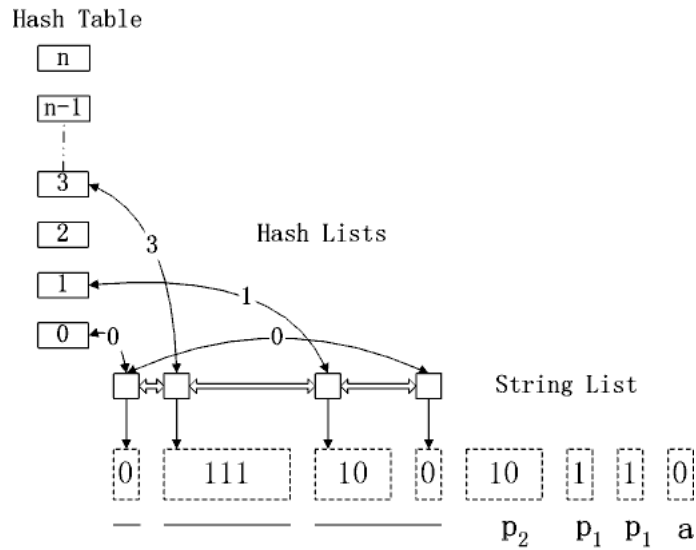 Hash Table
n
n-1
3
2
Hash Lists
3
1
1
0
0
0
String List
0 111 10 0 10 1 1 0
p₂ p₁ p₁ a